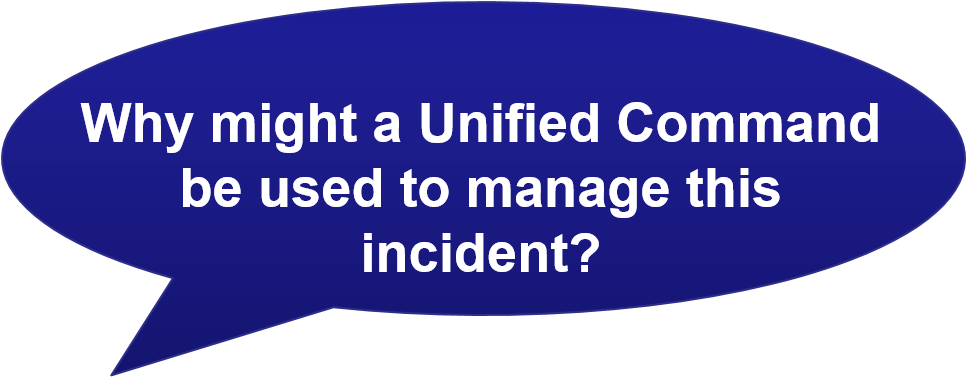 Why might a Unified Command
be used to manage this
incident?